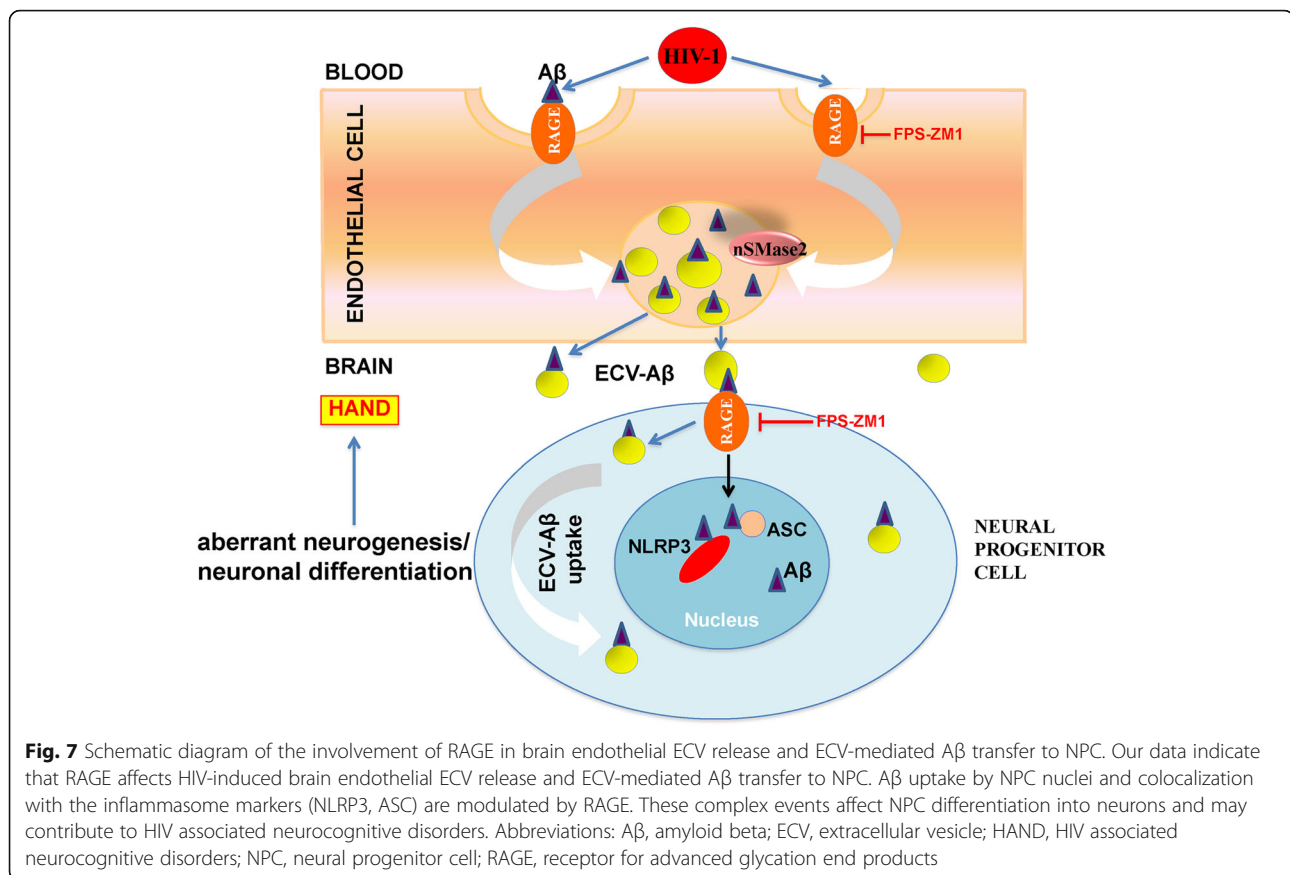 HIV-1
BLOOD
Aβ
RAGE
RAGE
FPS-ZM1
ENDOTHELIAL CELL
nSMase2
BRAIN
ECV-Aβ
HAND
RAGE
FPS-ZM1
aberrant neurogenesis/
neuronal differentiation
ECV-Aβ
uptake
NLRP3
ASC
Aβ
Nucleus
NEURAL
PROGENITOR
CELL
Fig. 7 Schematic diagram of the involvement of RAGE in brain endothelial ECV release and ECV-mediated Aβ transfer to NPC. Our data indicate
that RAGE affects HIV-induced brain endothelial ECV release and ECV-mediated Aβ transfer to NPC. Aβ uptake by NPC nuclei and colocalization
with the inflammasome markers (NLRP3, ASC) are modulated by RAGE. These complex events affect NPC differentiation into neurons and may
contribute to HIV associated neurocognitive disorders. Abbreviations: Aβ, amyloid beta; ECV, extracellular vesicle; HAND, HIV associated
neurocognitive disorders; NPC, neural progenitor cell; RAGE, receptor for advanced glycation end products